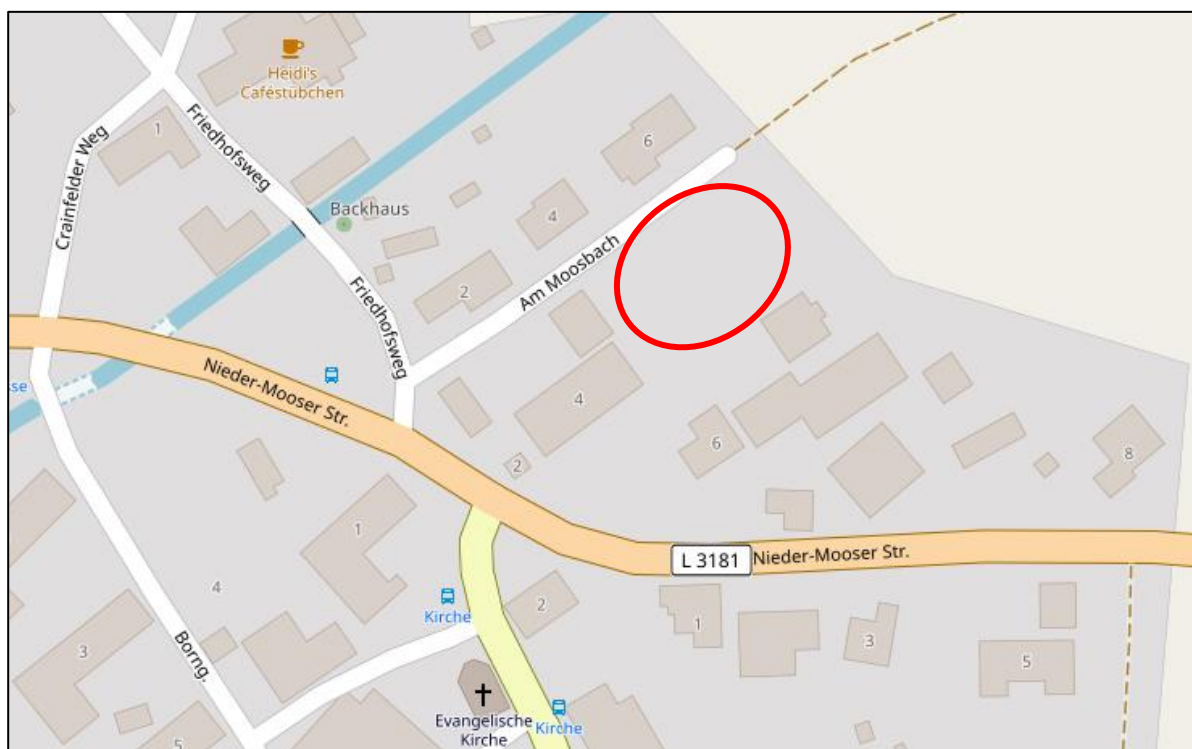 Heidi's
Caféstübchen
1
Crainfelder Weg
Friedhofsweg
6
Backhaus
4
2
Am Moosbach
Friedhofsweg
sse
Nieder-Mooser Str.
4
6
8
2
1
L 3181
Nieder-Mooser Str.
4
Kirche
2
1
3
3
5
Borng.
Evangelische
Kirche
Kirche
5